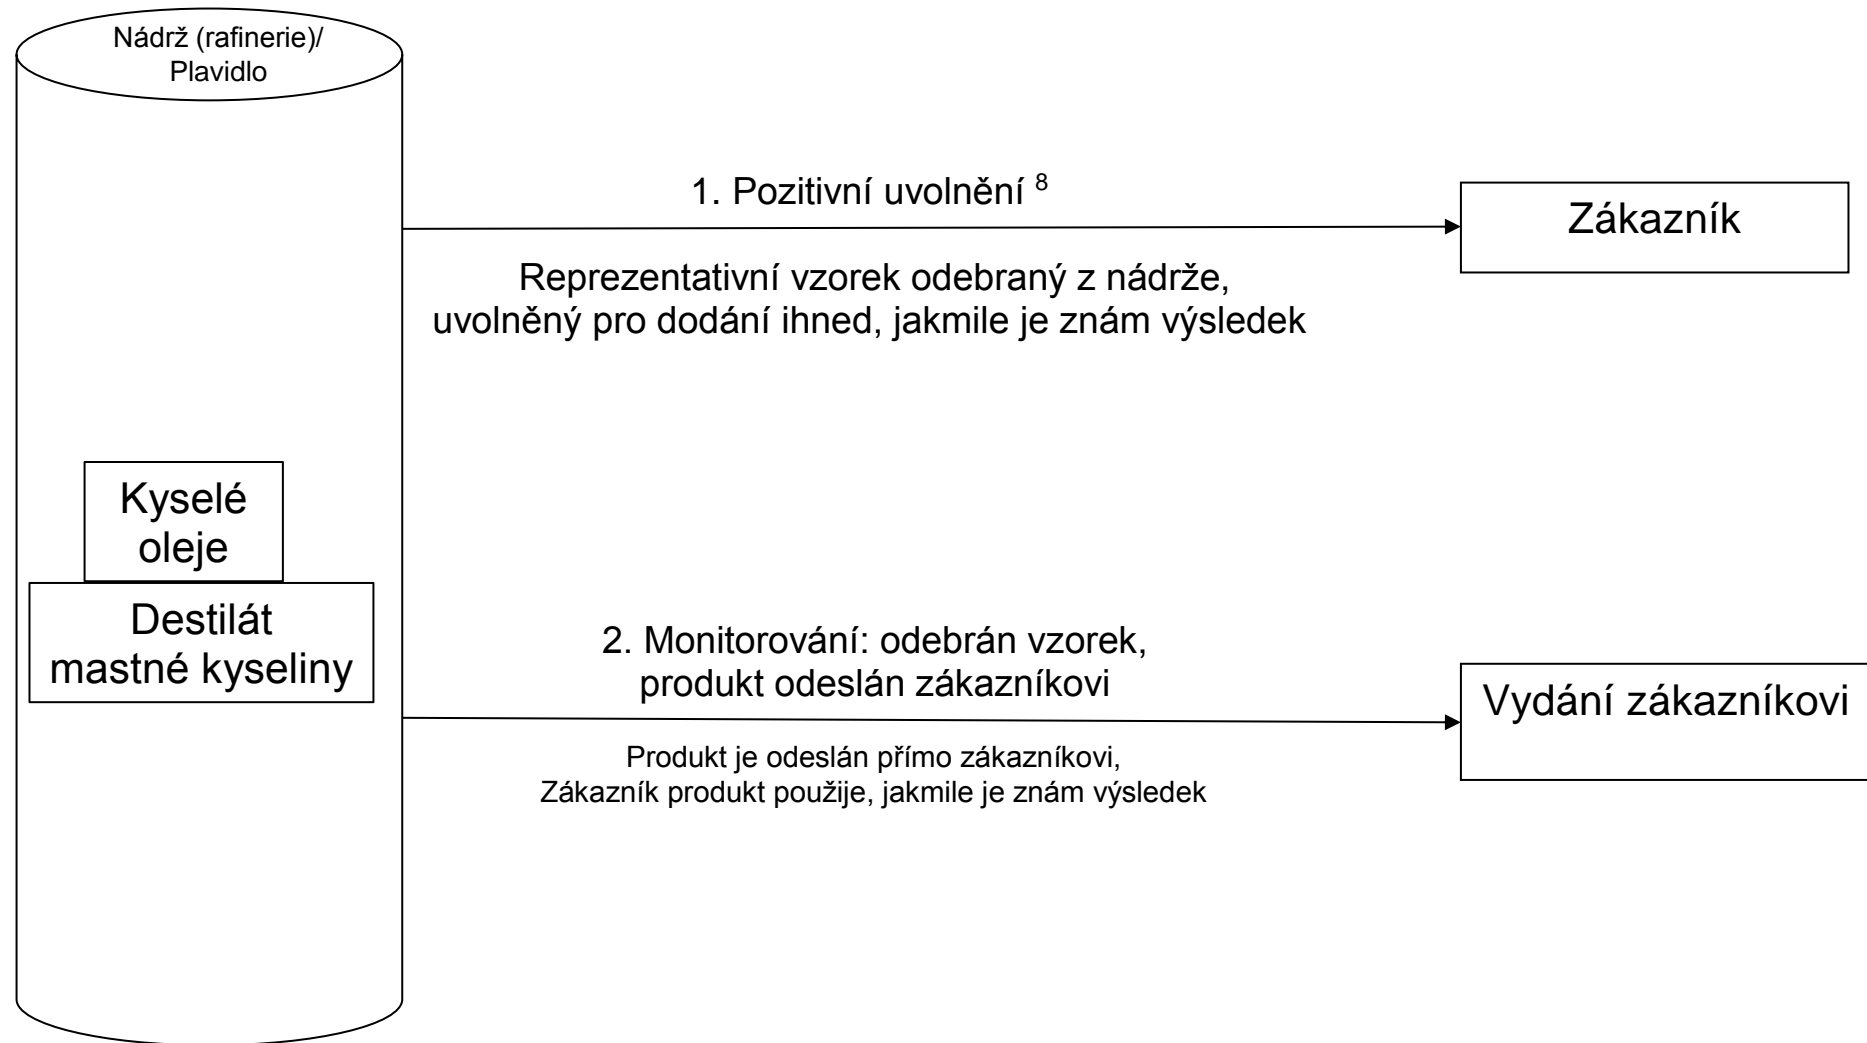 Nádrž (rafinerie)/
Plavidlo
1. Pozitivní uvolnění ⁸
Zákazník
Reprezentativní vzorek odebraný z nádrže,
uvolněný pro dodání ihned, jakmile je znám výsledek
Kyselé
oleje
Destilát
mastné kyseliny
2. Monitorování: odebrán vzorek,
produkt odeslán zákazníkovi
Vydání zákazníkovi
Produkt je odeslán přímo zákazníkovi,
Zákazník produkt použije, jakmile je znám výsledek